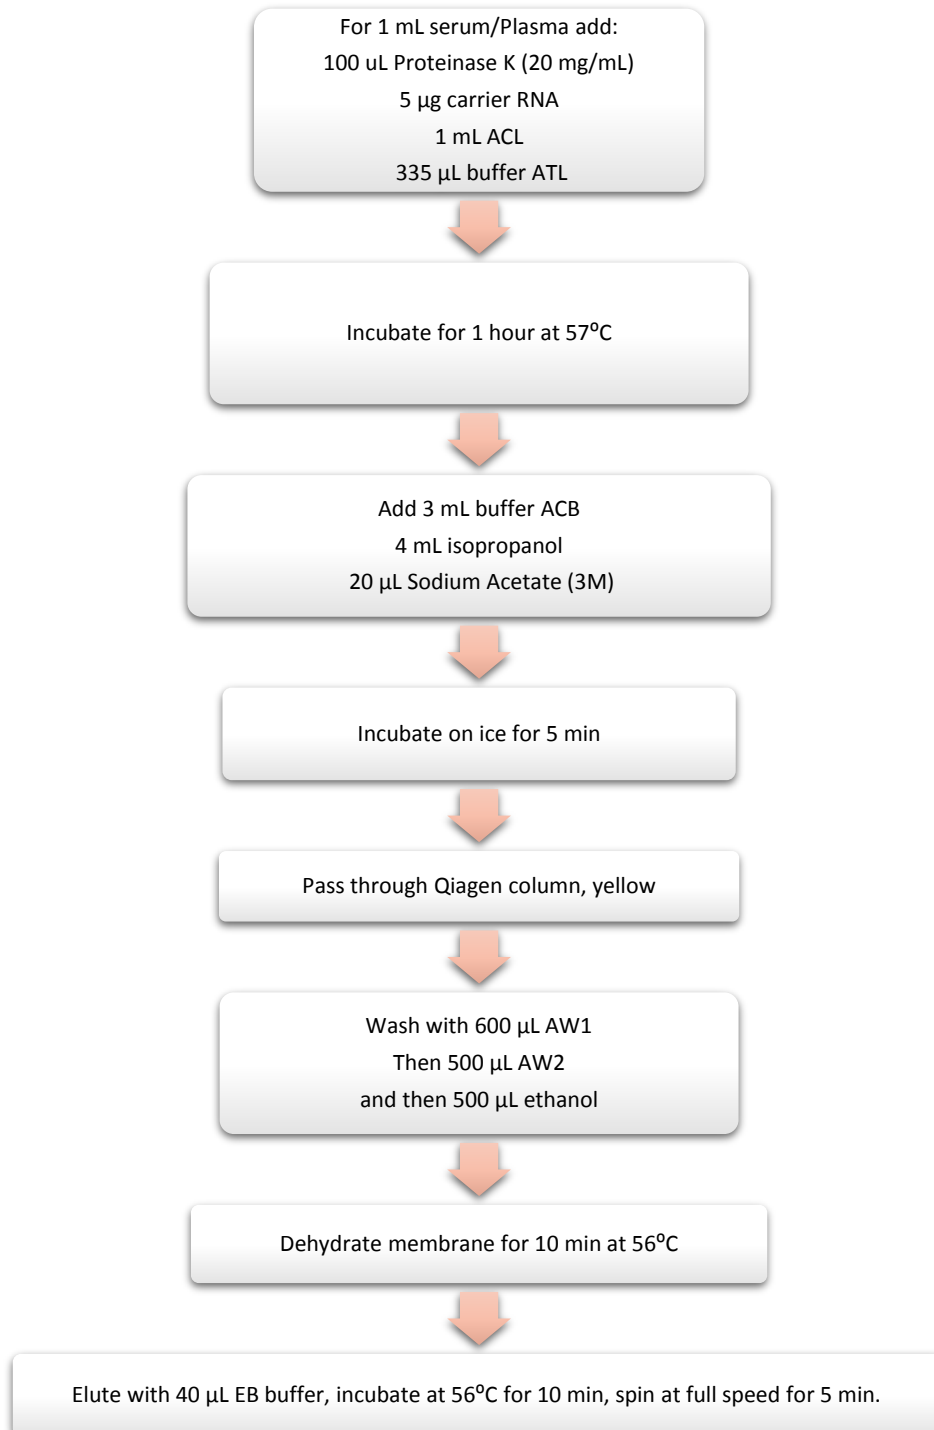 For 1 mL serum/Plasma add:
100 uL Proteinase K (20 mg/mL)
5 µg carrier RNA
1 mL ACL
335 µL buffer ATL
Incubate for 1 hour at 57⁰C
Add 3 mL buffer ACB
4 mL isopropanol
20 µL Sodium Acetate (3M)
Incubate on ice for 5 min
Pass through Qiagen column, yellow
Wash with 600 µL AW1
Then 500 µL AW2
and then 500 µL ethanol
Dehydrate membrane for 10 min at 56⁰C
Elute with 40 µL EB buffer, incubate at 56⁰C for 10 min, spin at full speed for 5 min.